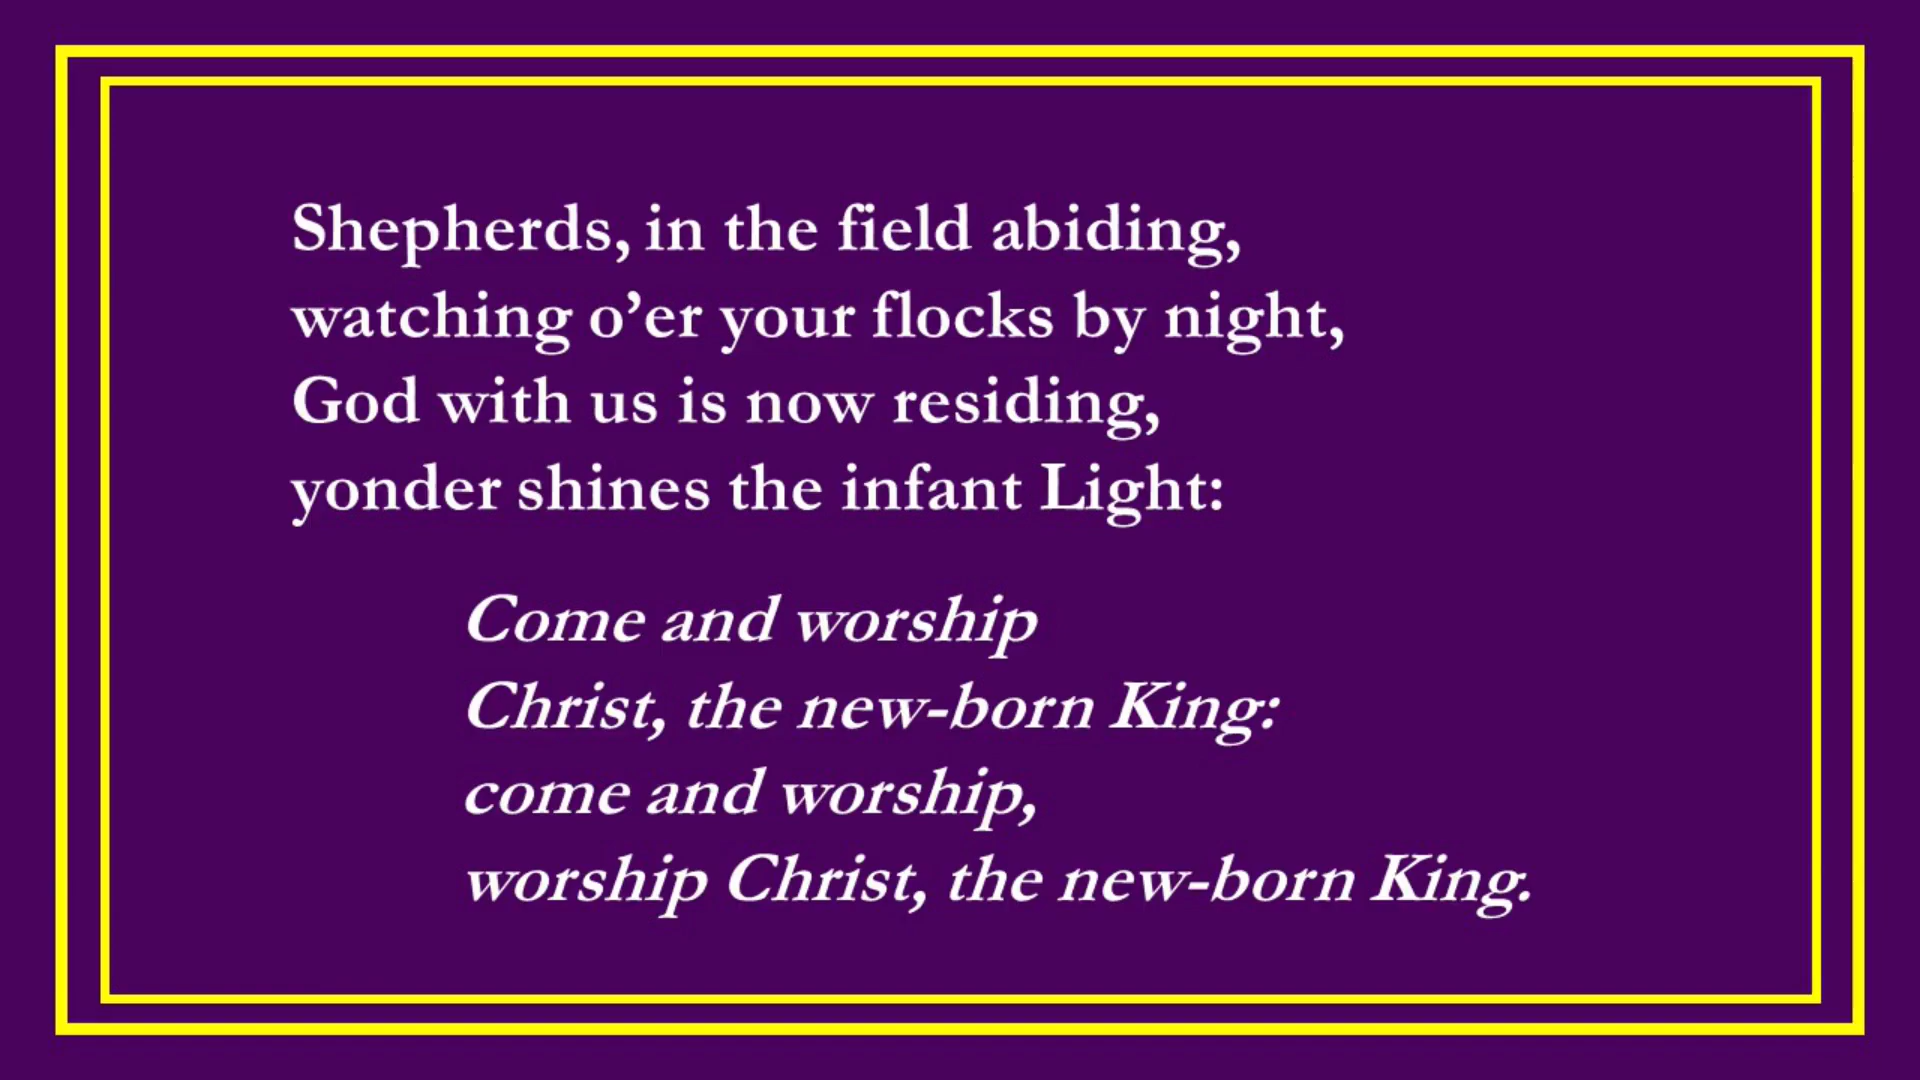 Shepherds, in the field abiding,
watching o’er your flocks by night,
God with us is now residing,
yonder shines the infant Light:
Come and worship
Christ, the new-born King:
come and worship,
worship Christ, the new-born King.